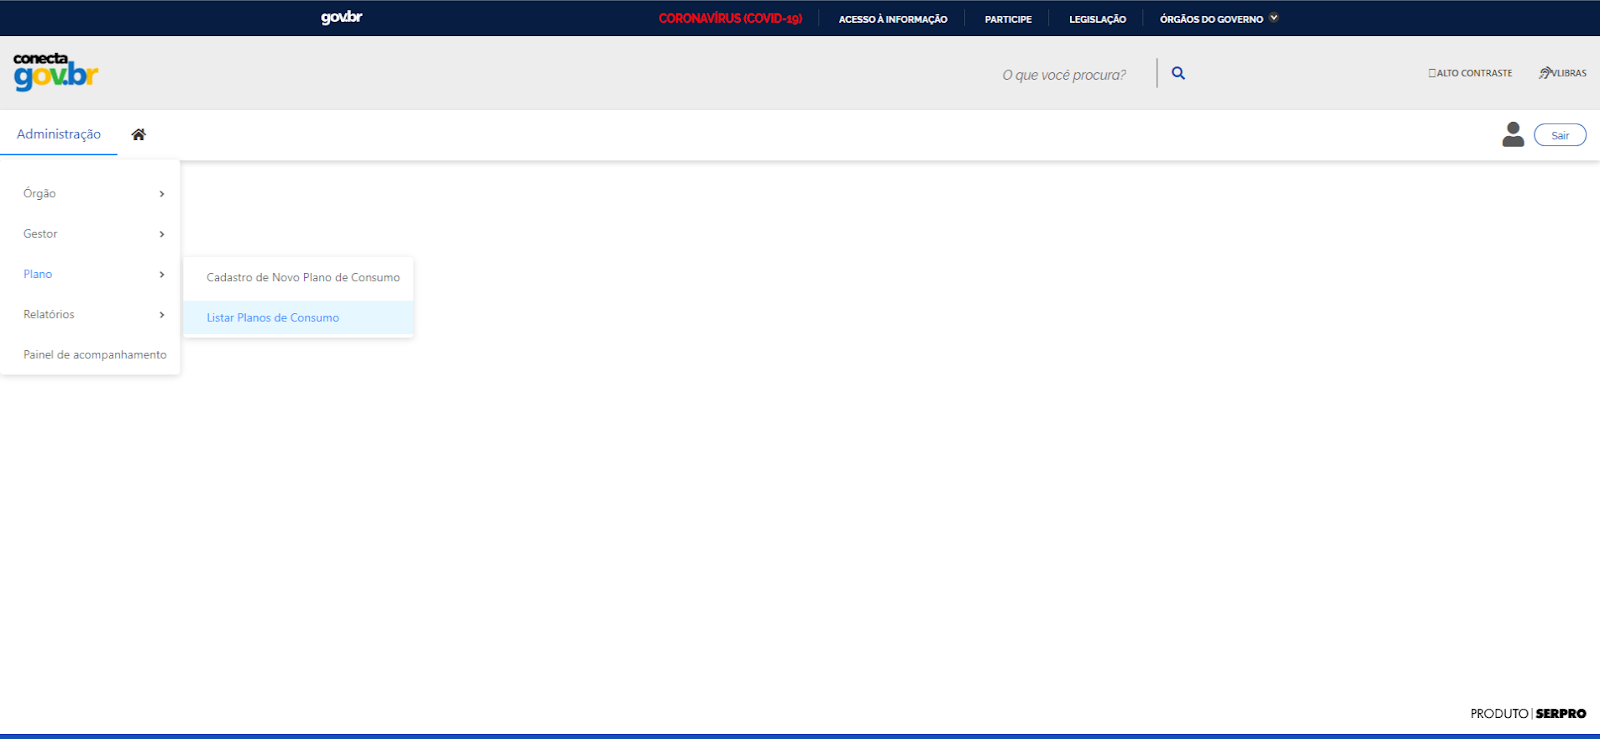 gov.br
CORONAVÍRUS (COVID-19)
ACESSO À INFORMAÇÃO
PARTICIPE
LEGISLAÇÃO
ÓRGÃOS DO GOVERNO
conecta
gov.br
O que você procura?
ALTO CONTRASTE
VLIBRAS
Administração
Sair
Órgão
Gestor
Plano
Relatórios
Painel de acompanhamento
Cadastro de Novo Plano de Consumo
Listar Planos de Consumo
PRODUTO | SERPRO